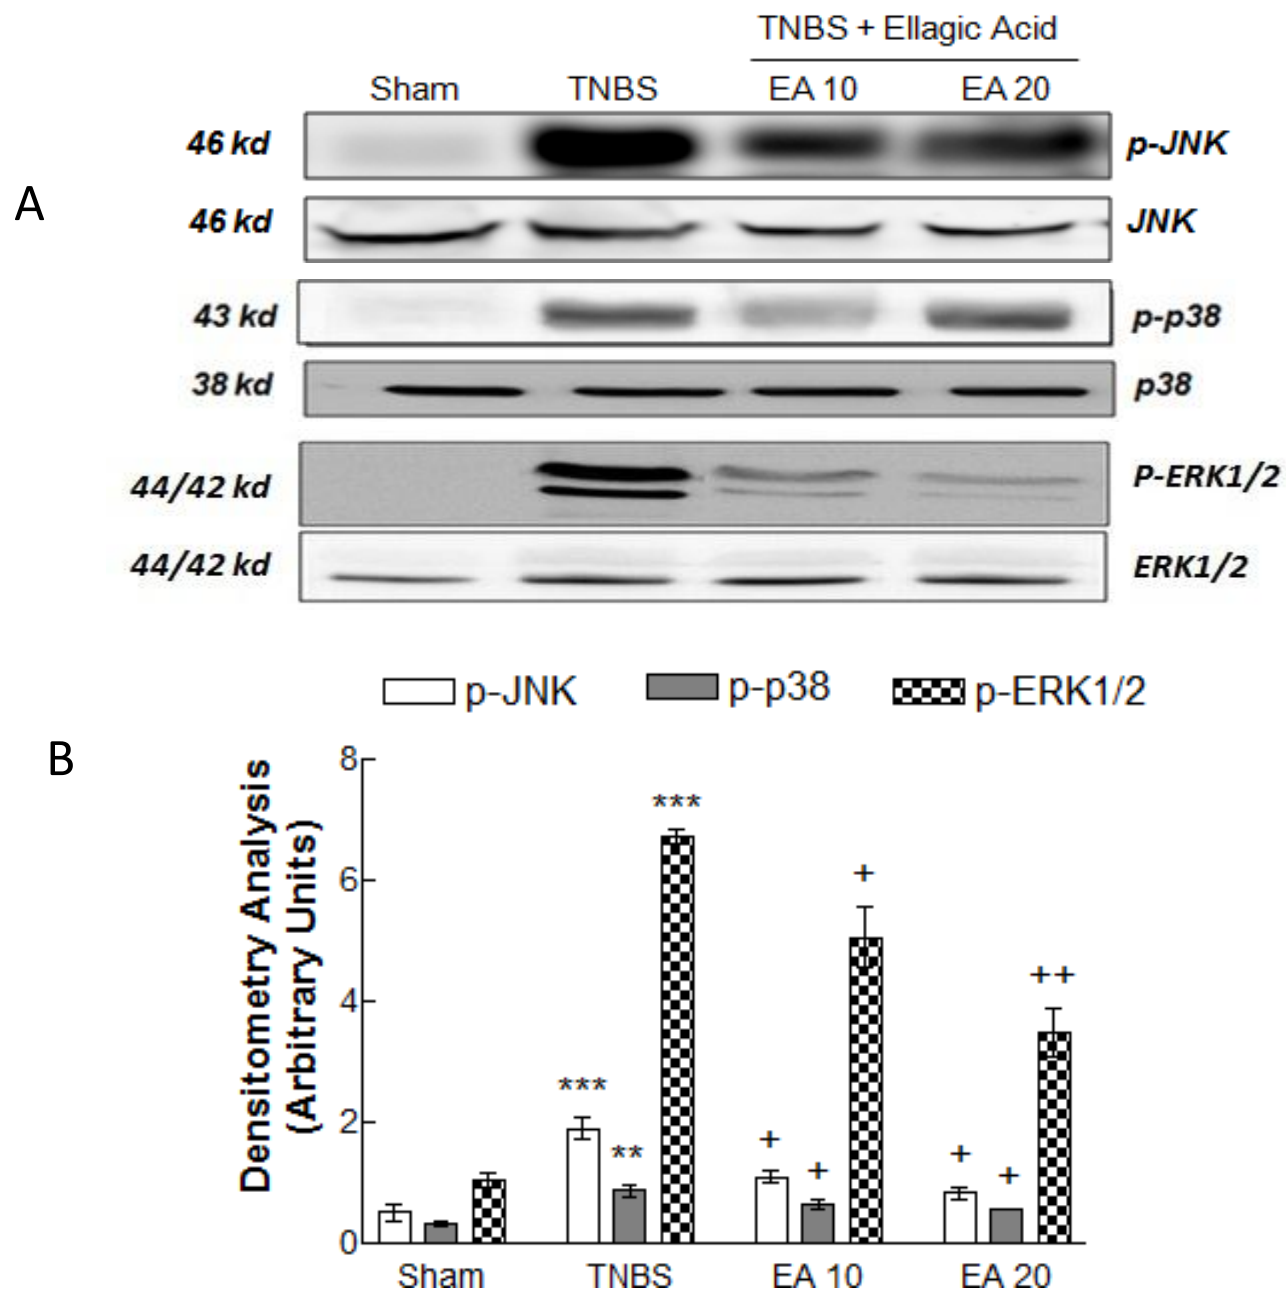 TNBS + Ellagic Acid
Sham TNBS EA 10 EA 20
46 kd p-JNK
A
46 kd JNK
43 kd p-p38
38 kd p38
44/42 kd P-ERK1/2
44/42 kd ERK1/2
p-JNK p-p38 p-ERK1/2
B
Densitometry Analysis
(Arbitrary Units)
8
6
4
2
0
***
**
***
+
+
+
+
+
++
Sham TNBS EA 10 EA 20